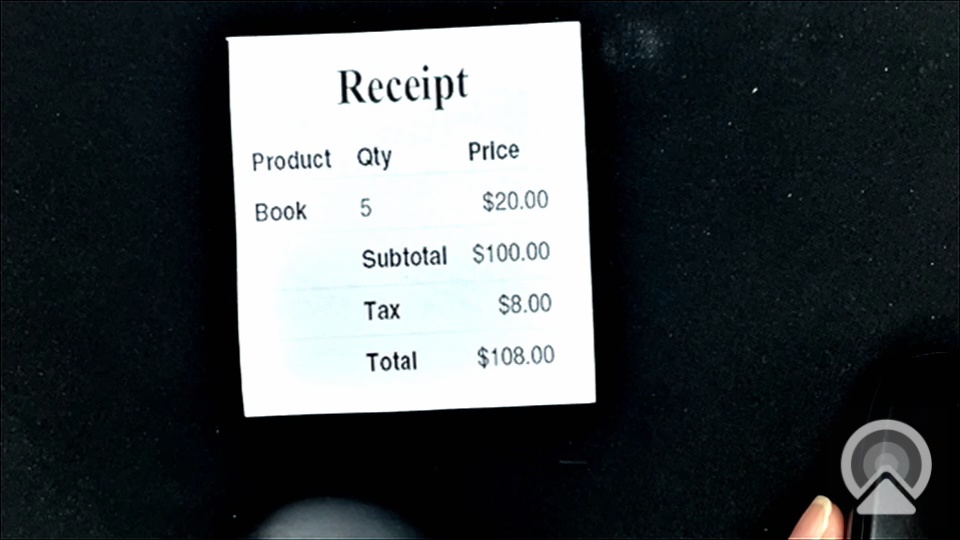 Receipt
Product Qty Price
Book 5 $20.00
Subtotal $100.00
Tax $8.00
Total $108.00